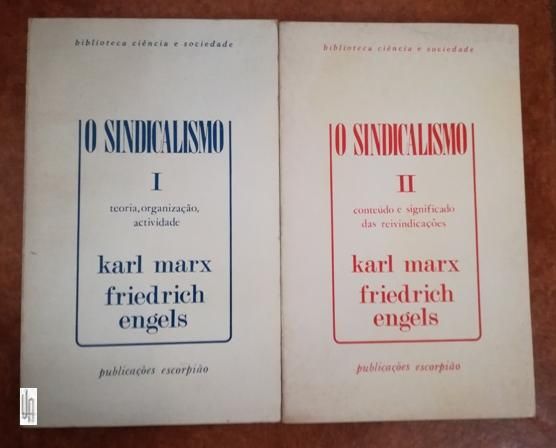 biblioteca ciência e sociedade
O SINDICALISMO
I
teoria, organização,
actividade
karl marx
friedrich
engels
publicações escorpião
biblioteca ciência e sociedade
O SINDICALISMO
II
conteúdo e significado
das reivindicações
karl marx
friedrich
engels
publicações escorpião